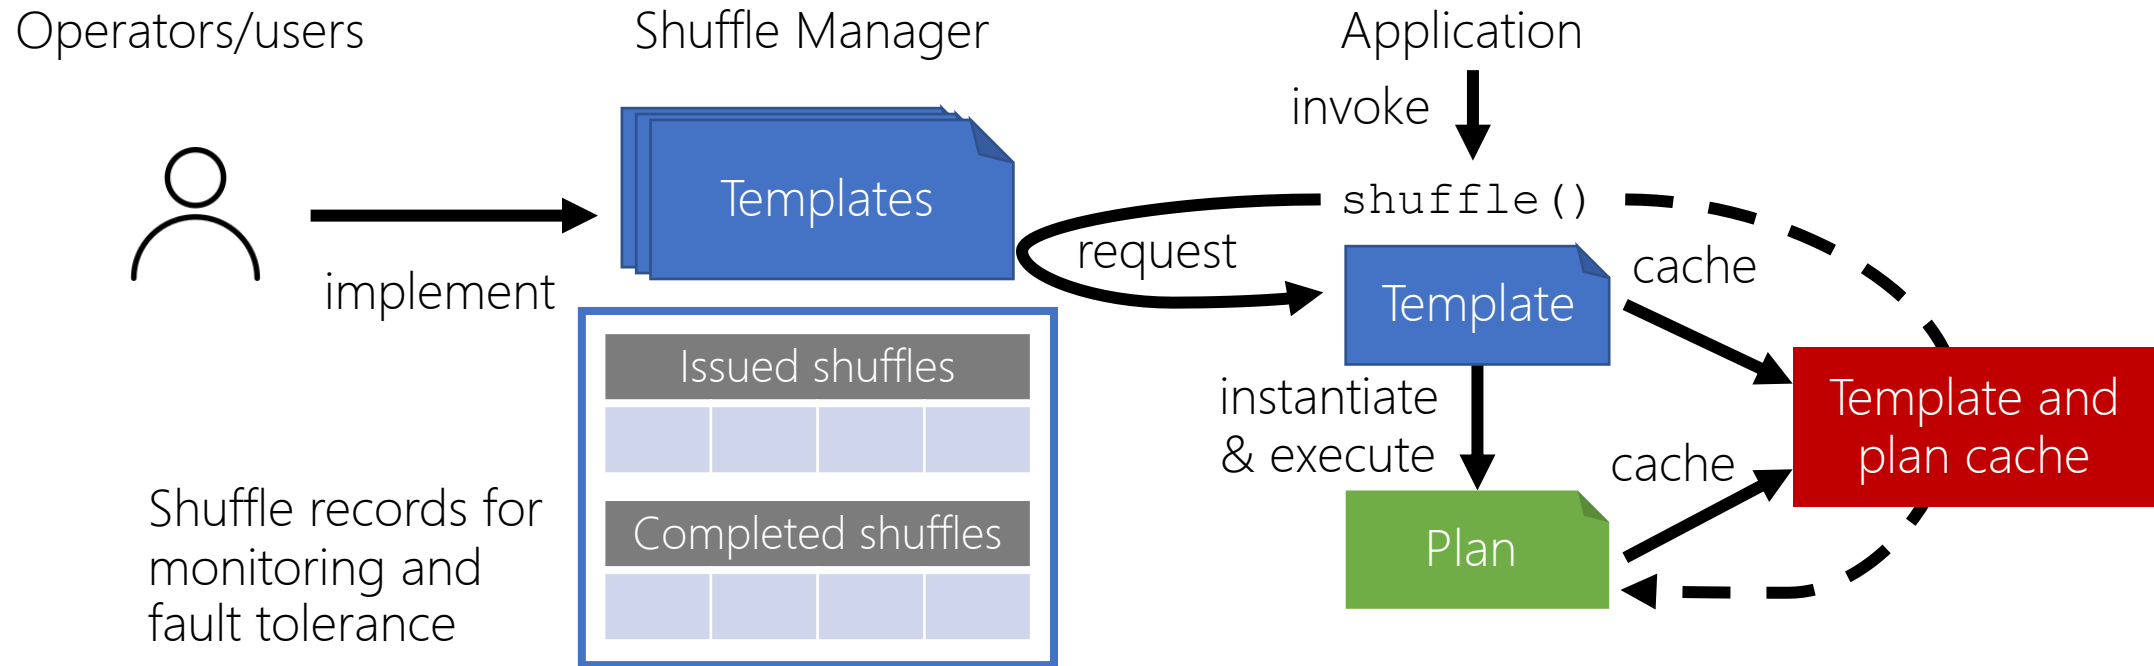 Operators/users
Shuffle Manager
Application
invoke
Templates
shuffle()
request
implement
Template
cache
Issued shuffles
instantiate
& execute
Template and
plan cache
cache
Shuffle records for
monitoring and
fault tolerance
Completed shuffles
Plan